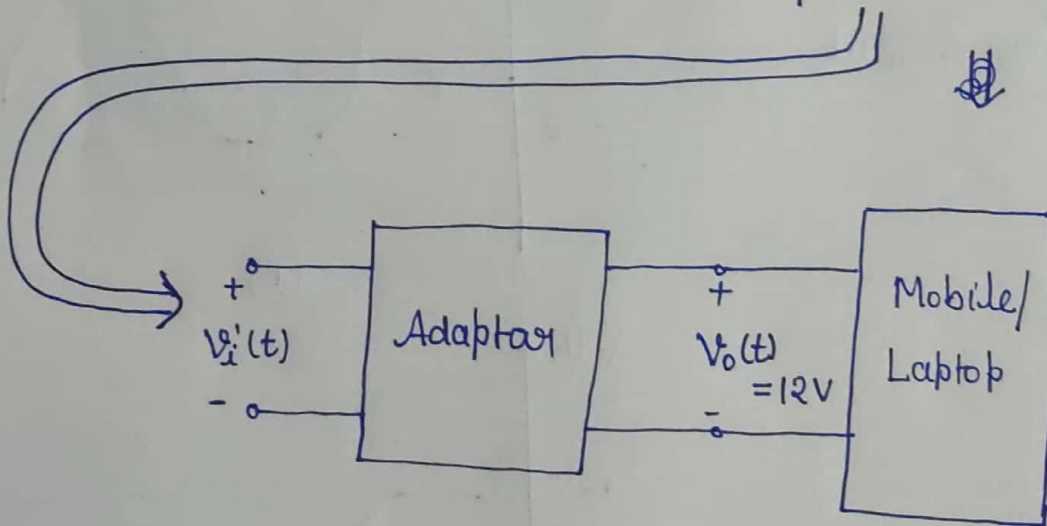 +
vi(t)
-
Adaptar
+
Vo(t)
=12V
-
Mobile/
Laptop